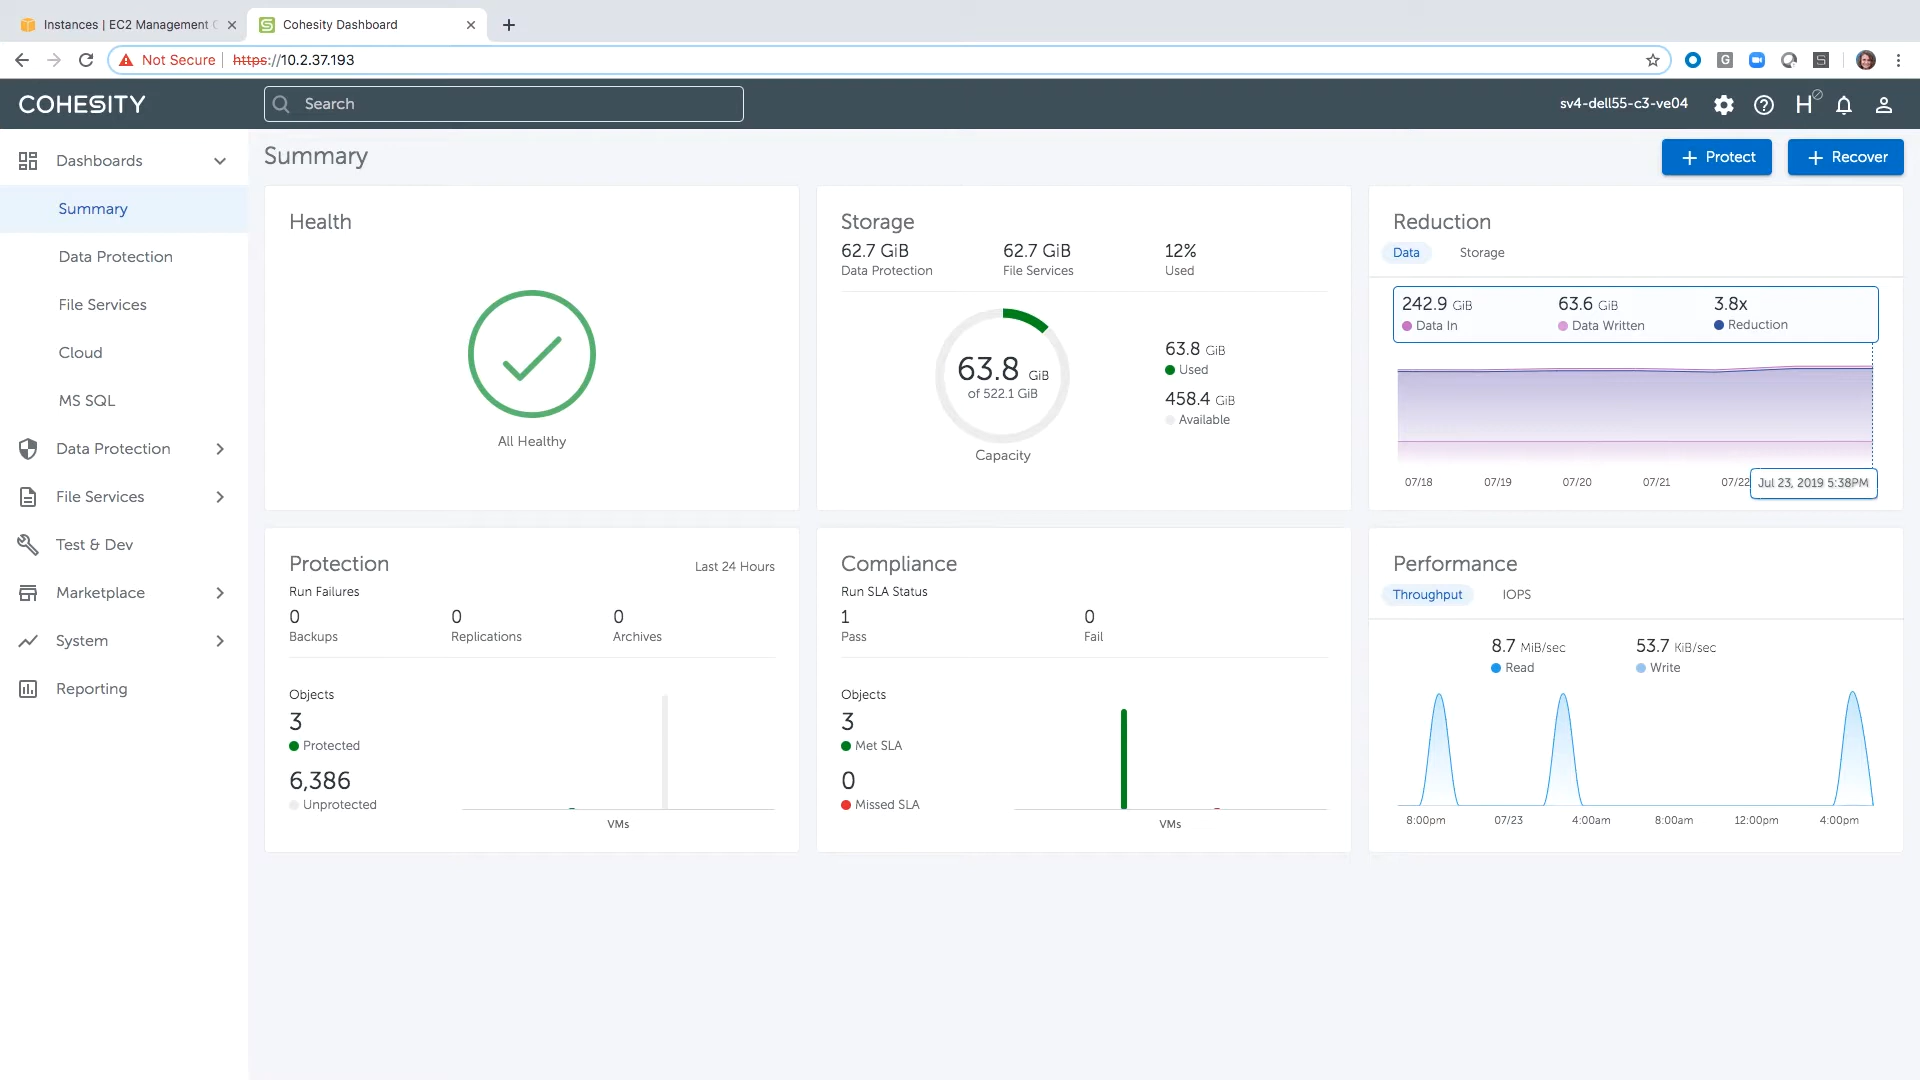 Instances | EC2 Management C
Cohesity Dashboard
Not Secure
https://10.2.37.193
COHESITY
Search
sv4-dell55-c3-ve04
H
Dashboards
Summary
Data Protection
File Services
Cloud
MS SQL
Data Protection
File Services
Test & Dev
Marketplace
System
Reporting
Summary
Protect
Recover
Health
All Healthy
Storage
62.7 GiB
Data Protection
62.7 GiB
File Services
12%
Used
63.8 GiB
of 522.1 GiB
Capacity
63.8 GiB
Used
458.4 GiB
Available
Reduction
Data
Storage
242.9 GiB
Data In
63.6 GiB
Data Written
3.8x
Reduction
07/18 07/19 07/20 07/21 07/22
Jul 23, 2019 5:38PM
Protection
Last 24 Hours
Run Failures
0
Backups
0
Replications
0
Archives
Objects
3
Protected
6,386
Unprotected
VMs
Compliance
Run SLA Status
1
Pass
0
Fail
Objects
3
Met SLA
0
Missed SLA
VMs
Performance
Throughput
IOPS
8.7 MiB/sec
Read
53.7 KiB/sec
Write
8:00pm 07/23 4:00am 8:00am 12:00pm 4:00pm